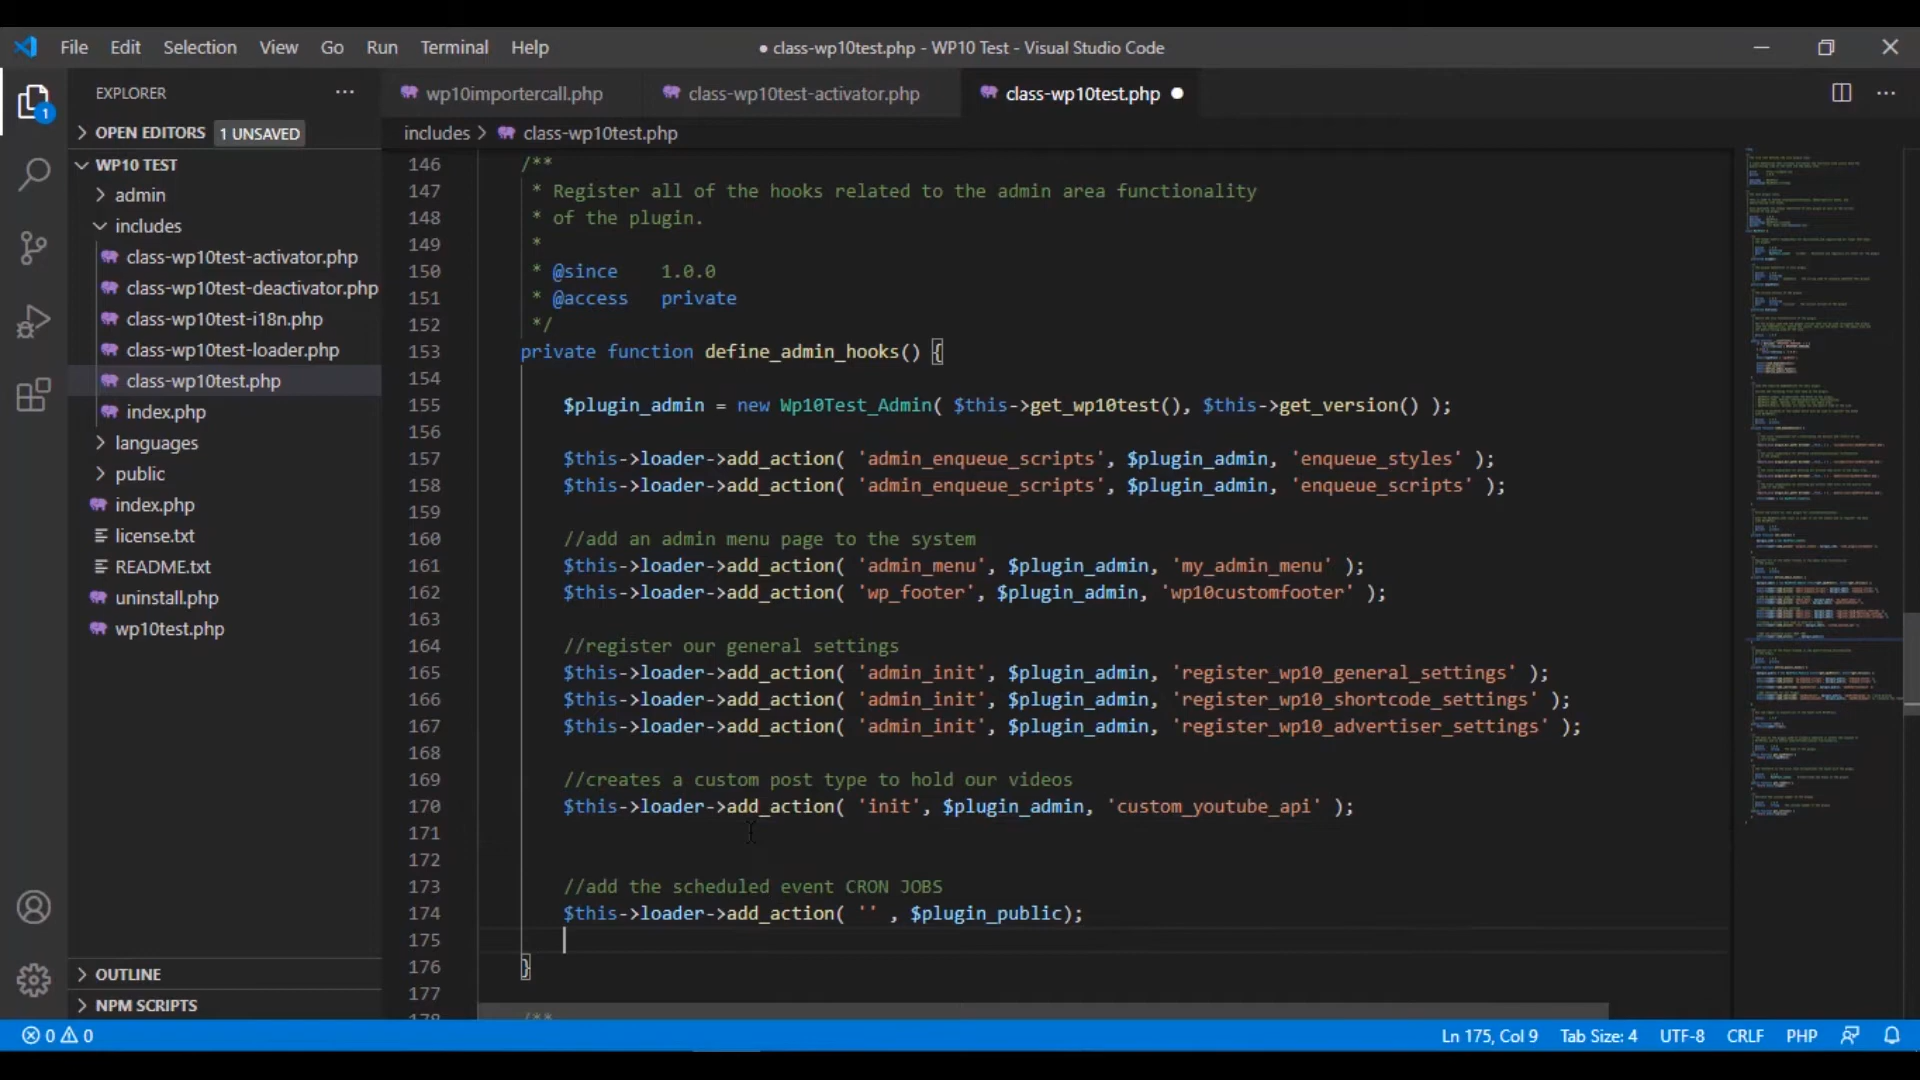 File Edit Selection View Go Run Terminal Help
● class-wp10test.php - WP10 Test - Visual Studio Code
EXPLORER
1
OPEN EDITORS 1 UNSAVED
WP10 TEST
admin
includes
class-wp10test-activator.php
class-wp10test-deactivator.php
class-wp10test-i18n.php
class-wp10test-loader.php
class-wp10test.php
index.php
languages
public
index.php
license.txt
README.txt
uninstall.php
wp10test.php
OUTLINE
NPM SCRIPTS
wp10importercall.php class-wp10test-activator.php class-wp10test.php
includes > class-wp10test.php
146 /**
147 * Register all of the hooks related to the admin area functionality
148 * of the plugin.
149 *
150 * @since 1.0.0
151 * @access private
152 */
153 private function define_admin_hooks() {
154
155 $plugin_admin = new Wp10Test_Admin( $this->get_wp10test(), $this->get_version() );
156
157 $this->loader->add_action( 'admin_enqueue_scripts', $plugin_admin, 'enqueue_styles' );
158 $this->loader->add_action( 'admin_enqueue_scripts', $plugin_admin, 'enqueue_scripts' );
159
160 //add an admin menu page to the system
161 $this->loader->add_action( 'admin_menu', $plugin_admin, 'my_admin_menu' );
162 $this->loader->add_action( 'wp_footer', $plugin_admin, 'wp10customfooter' );
163
164 //register our general settings
165 $this->loader->add_action( 'admin_init', $plugin_admin, 'register_wp10_general_settings' );
166 $this->loader->add_action( 'admin_init', $plugin_admin, 'register_wp10_shortcode_settings' );
167 $this->loader->add_action( 'admin_init', $plugin_admin, 'register_wp10_advertiser_settings' );
168
169 //creates a custom post type to hold our videos
170 $this->loader->add_action( 'init', $plugin_admin, 'custom_youtube_api' );
171
172
173 //add the scheduled event CRON JOBS
174 $this->loader->add_action( '' , $plugin_public);
175
176 }
177
178 /**
0 0 Ln 175, Col 9 Tab Size: 4 UTF-8 CRLF PHP